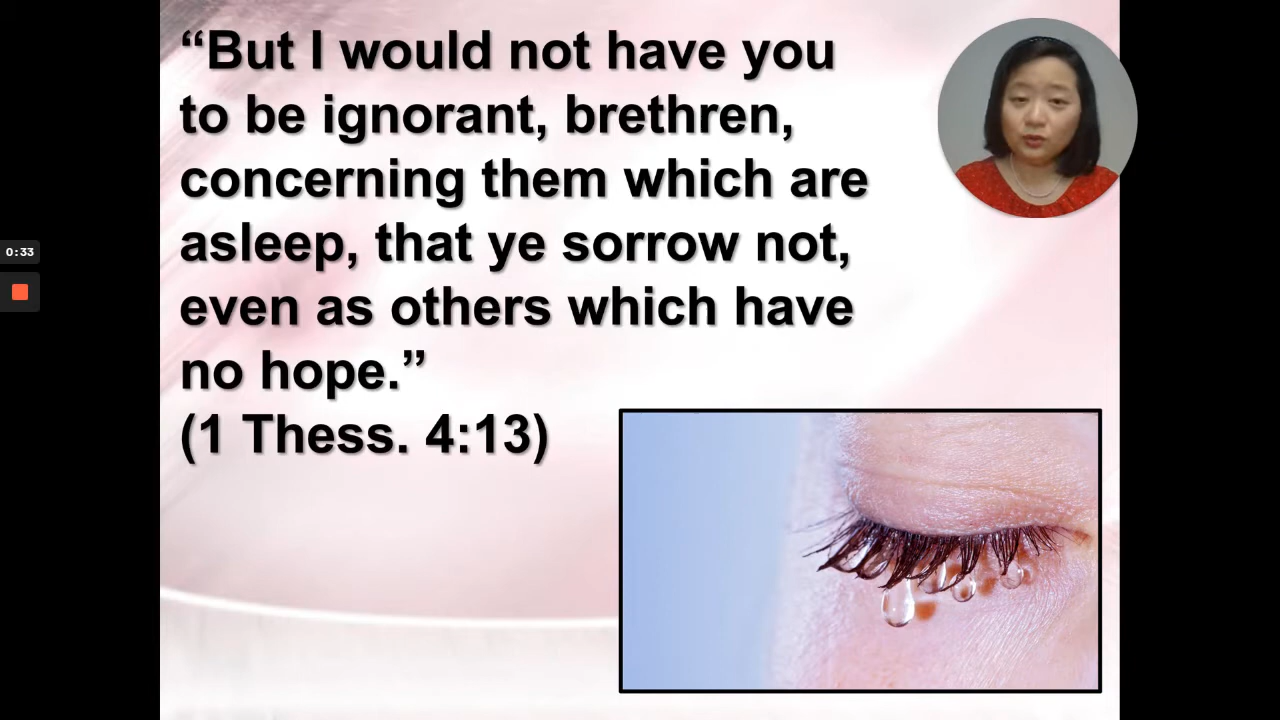 “But I would not have you
to be ignorant, brethren,
concerning them which are
asleep, that ye sorrow not,
even as others which have
no hope.”
(1 Thess. 4:13)
0:33